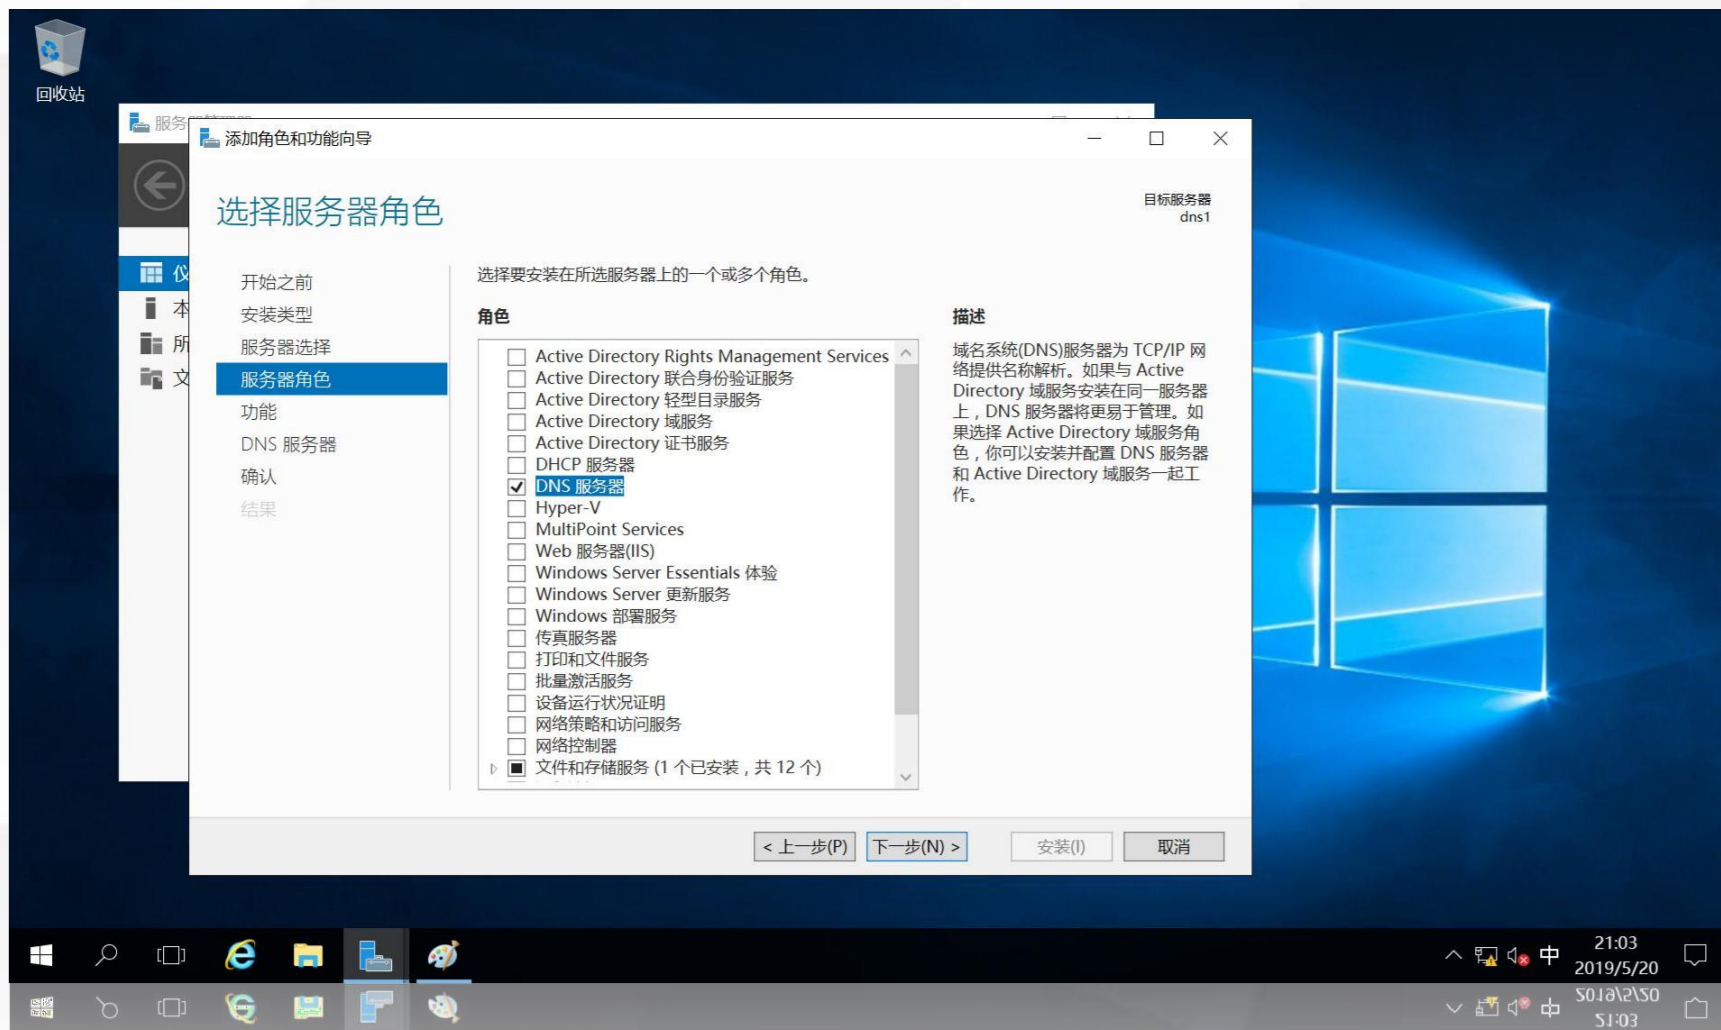 回收站
服务
添加角色和功能向导
选择服务器角色
目标服务器
dns1
仪
本
所
文
开始之前
安装类型
服务器选择
服务器角色
功能
DNS 服务器
确认
结果
选择要安装在所选服务器上的一个或多个角色。
角色
Active Directory Rights Management Services
Active Directory 联合身份验证服务
Active Directory 轻型目录服务
Active Directory 域服务
Active Directory 证书服务
DHCP 服务器
DNS 服务器
Hyper-V
MultiPoint Services
Web 服务器(IIS)
Windows Server Essentials 体验
Windows Server 更新服务
Windows 部署服务
传真服务器
打印和文件服务
批量激活服务
设备运行状况证明
网络策略和访问服务
网络控制器
文件和存储服务 (1 个已安装，共 12 个)
描述
域名系统(DNS)服务器为 TCP/IP 网
络提供名称解析。如果与 Active
Directory 域服务安装在同一服务器
上，DNS 服务器将更易于管理。如
果选择 Active Directory 域服务角
色，你可以安装并配置 DNS 服务器
和 Active Directory 域服务一起工
作。
< 上一步(P)
下一步(N) >
安装(I)
取消
中
21:03
2019/5/20